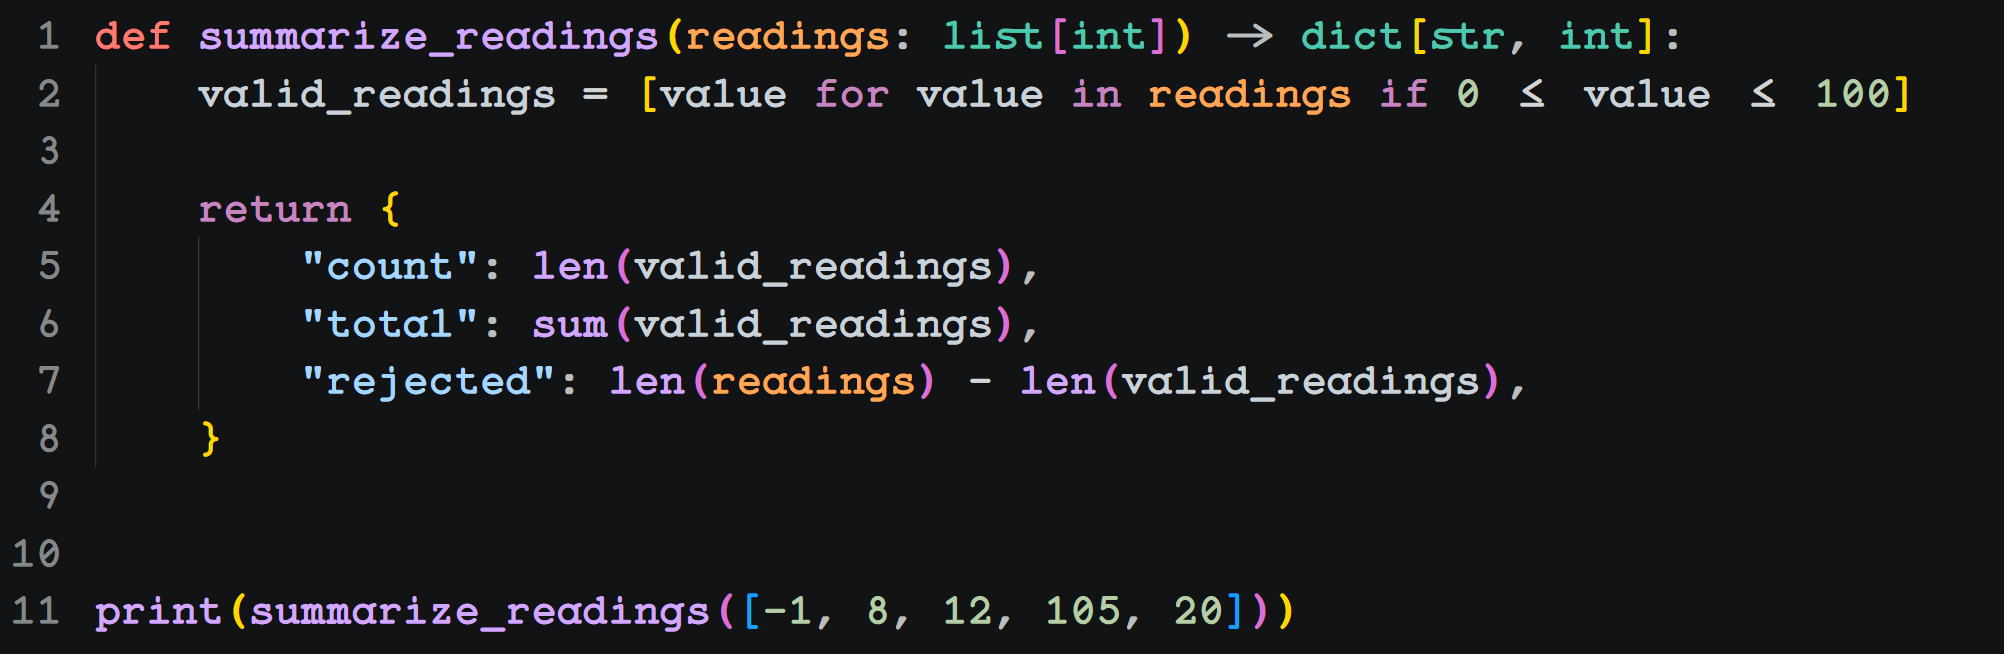 1 def summarize_readings(readings: list[int]) -> dict[str, int]:
2     valid_readings = [value for value in readings if 0 <= value <= 100]
3
4     return {
5         "count": len(valid_readings),
6         "total": sum(valid_readings),
7         "rejected": len(readings) - len(valid_readings),
8     }
9
10
11 print(summarize_readings([-1, 8, 12, 105, 20]))